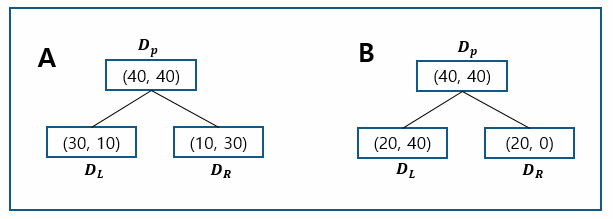 A
D_p
(40, 40)
(30, 10)
(10, 30)
D_L
D_R
B
D_p
(40, 40)
(20, 40)
(20, 0)
D_L
D_R